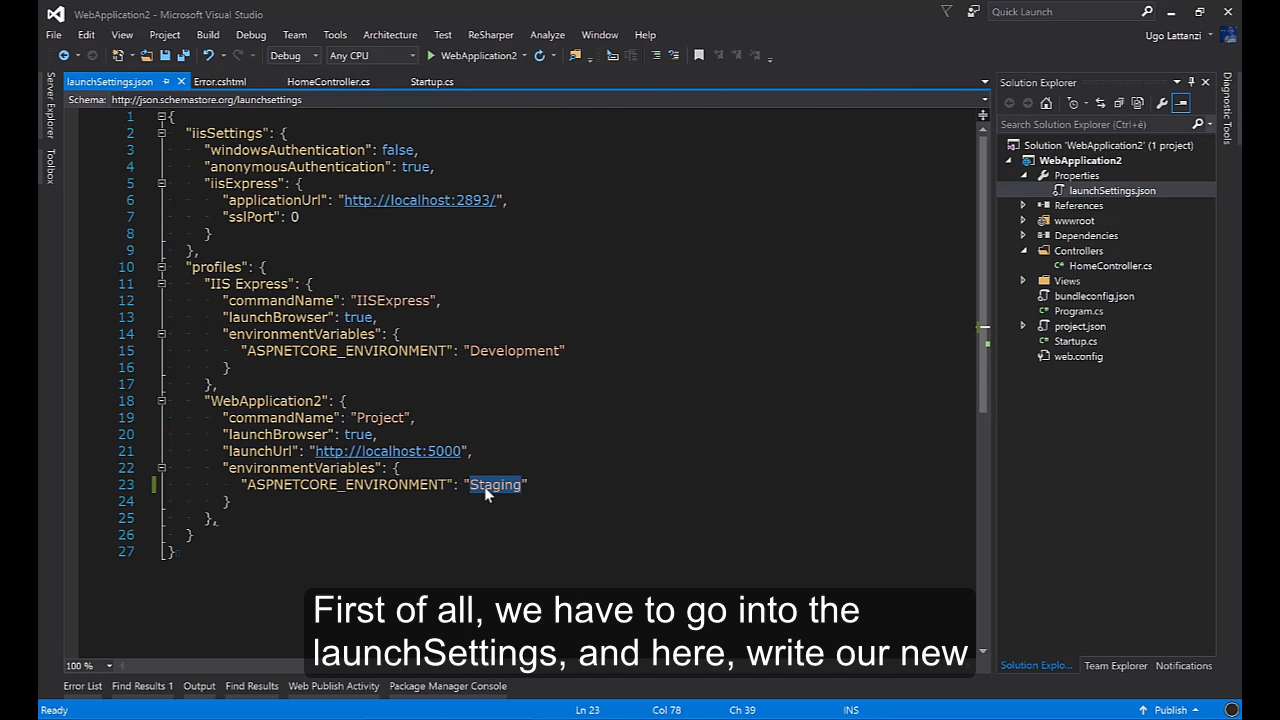 WebApplication2 - Microsoft Visual Studio
Quick Launch
File Edit View Project Build Debug Team Tools Architecture Test ReSharper Analyze Window Help
Ugo Lattanzi
Debug Any CPU WebApplication2
launchSettings.json Error.cshtml HomeController.cs Startup.cs
Schema: http://json.schemastore.org/launchsettings
Server Explorer
Toolbox
1 {
2 "iisSettings": {
3 "windowsAuthentication": false,
4 "anonymousAuthentication": true,
5 "iisExpress": {
6 "applicationUrl": "http://localhost:2893/",
7 "sslPort": 0
8 }
9 },
10 "profiles": {
11 "IIS Express": {
12 "commandName": "IISExpress",
13 "launchBrowser": true,
14 "environmentVariables": {
15 "ASPNETCORE_ENVIRONMENT": "Development"
16 }
17 },
18 "WebApplication2": {
19 "commandName": "Project",
20 "launchBrowser": true,
21 "launchUrl": "http://localhost:5000",
22 "environmentVariables": {
23 "ASPNETCORE_ENVIRONMENT": "Staging"
24 }
25 },
26 }
27 }
First of all, we have to go into the
launchSettings, and here, write our new
100 %
Solution Explorer
Search Solution Explorer (Ctrl+è)
Solution 'WebApplication2' (1 project)
WebApplication2
Properties
launchSettings.json
References
wwwroot
Dependencies
Controllers
HomeController.cs
Views
bundleconfig.json
Program.cs
project.json
Startup.cs
web.config
Diagnostic Tools
Solution Explo... Team Explorer Notifications
Error List Find Results 1 Output Find Results Web Publish Activity Package Manager Console
Ready Ln 23 Col 78 Ch 39 INS Publish